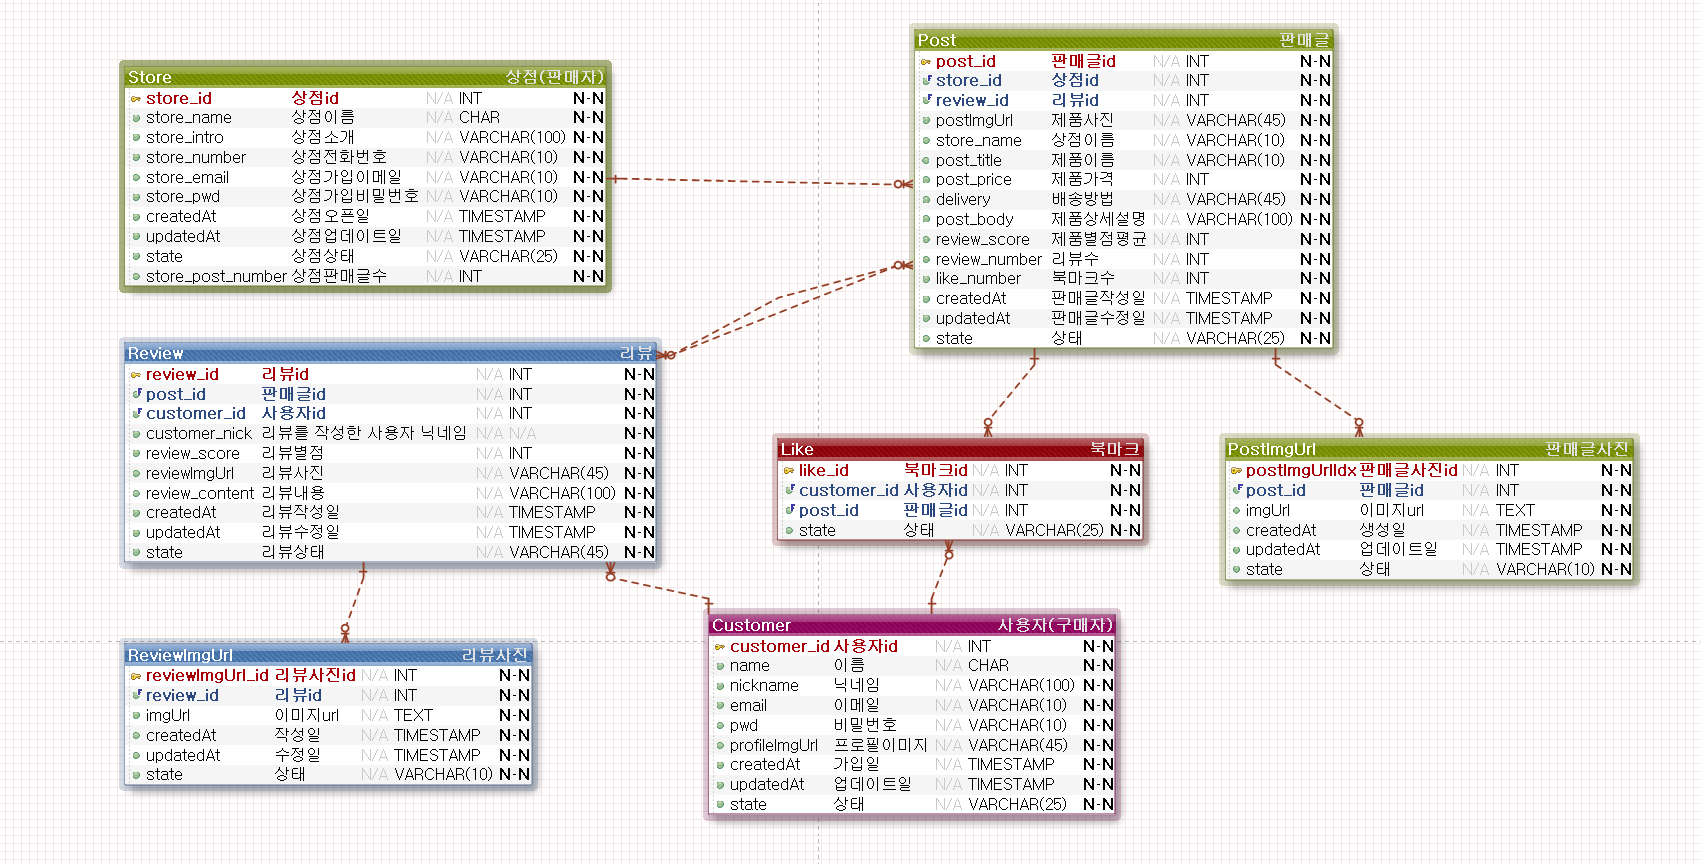 Store 상점(판매자)
store_id 상점id N/A INT N-N
store_name 상점이름 N/A CHAR N-N
store_intro 상점소개 N/A VARCHAR(100) N-N
store_number 상점전화번호 N/A VARCHAR(10) N-N
store_email 상점가입이메일 N/A VARCHAR(10) N-N
store_pwd 상점가입비밀번호 N/A VARCHAR(10) N-N
createdAt 상점오픈일 N/A TIMESTAMP N-N
updatedAt 상점업데이트일 N/A TIMESTAMP N-N
state 상점상태 N/A VARCHAR(25) N-N
store_post_number 상점판매글수 N/A INT N-N
Post 판매글
post_id 판매글id N/A INT N-N
store_id 상점id N/A INT N-N
review_id 리뷰id N/A INT N-N
postImgUrl 제품사진 N/A VARCHAR(45) N-N
store_name 상점이름 N/A VARCHAR(10) N-N
post_title 제품이름 N/A VARCHAR(10) N-N
post_price 제품가격 N/A INT N-N
delivery 배송방법 N/A VARCHAR(45) N-N
post_body 제품상세설명 N/A VARCHAR(100) N-N
review_score 제품별점평균 N/A INT N-N
review_number 리뷰수 N/A INT N-N
like_number 북마크수 N/A INT N-N
createdAt 판매글작성일 N/A TIMESTAMP N-N
updatedAt 판매글수정일 N/A TIMESTAMP N-N
state 상태 N/A VARCHAR(25) N-N
Review 리뷰
review_id 리뷰id N/A INT N-N
post_id 판매글id N/A INT N-N
customer_id 사용자id N/A INT N-N
customer_nick 리뷰를 작성한 사용자 닉네임 N/A N/A N-N
review_score 리뷰별점 N/A INT N-N
reviewImgUrl 리뷰사진 N/A VARCHAR(45) N-N
review_content 리뷰내용 N/A VARCHAR(100) N-N
createdAt 리뷰작성일 N/A TIMESTAMP N-N
updatedAt 리뷰수정일 N/A TIMESTAMP N-N
state 리뷰상태 N/A VARCHAR(45) N-N
Like 북마크
like_id 북마크id N/A INT N-N
customer_id 사용자id N/A INT N-N
post_id 판매글id N/A INT N-N
state 상태 N/A VARCHAR(25) N-N
PostImgUrl 판매글사진
postImgUrlIdx 판매글사진id N/A INT N-N
post_id 판매글id N/A INT N-N
imgUrl 이미지url N/A TEXT N-N
createdAt 생성일 N/A TIMESTAMP N-N
updatedAt 업데이트일 N/A TIMESTAMP N-N
state 상태 N/A VARCHAR(10) N-N
ReviewImgUrl 리뷰사진
reviewImgUrl_id 리뷰사진id N/A INT N-N
review_id 리뷰id N/A INT N-N
imgUrl 이미지url N/A TEXT N-N
createdAt 작성일 N/A TIMESTAMP N-N
updatedAt 수정일 N/A TIMESTAMP N-N
state 상태 N/A VARCHAR(10) N-N
Customer 사용자(구매자)
customer_id 사용자id N/A INT N-N
name 이름 N/A CHAR N-N
nickname 닉네임 N/A VARCHAR(100) N-N
email 이메일 N/A VARCHAR(10) N-N
pwd 비밀번호 N/A VARCHAR(10) N-N
profileImgUrl 프로필이미지 N/A VARCHAR(45) N-N
createdAt 가입일 N/A TIMESTAMP N-N
updatedAt 업데이트일 N/A TIMESTAMP N-N
state 상태 N/A VARCHAR(25) N-N